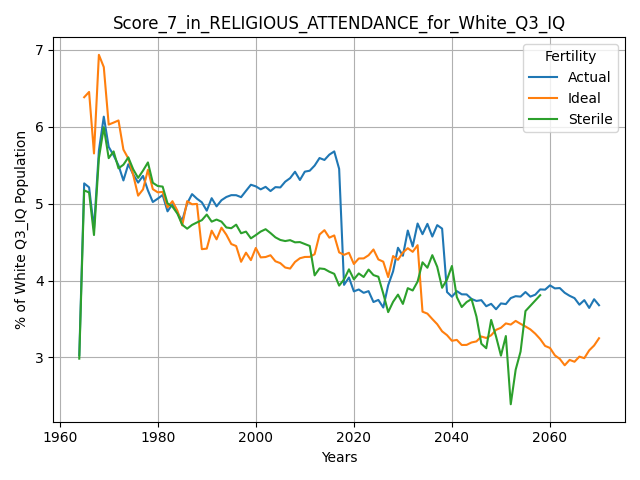 Score_7_in_RELIGIOUS_ATTENDANCE_for_White_Q3_IQ
Fertility
Actual
Ideal
Sterile
% of White Q3_IQ Population
7
6
5
4
3
1960 1980 2000 2020 2040 2060
Years